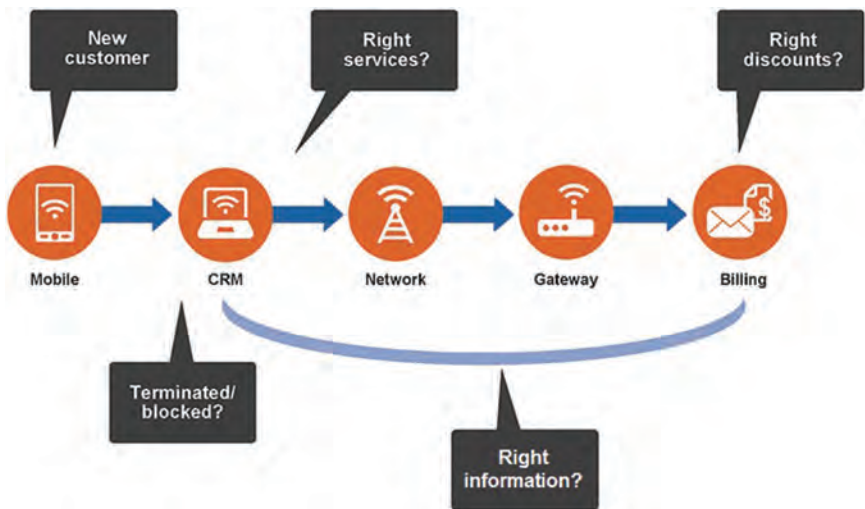 New
customer
Right
services?
Right
discounts?
Mobile
CRM
Network
Gateway
Billing
Terminated/
blocked?
Right
information?
$